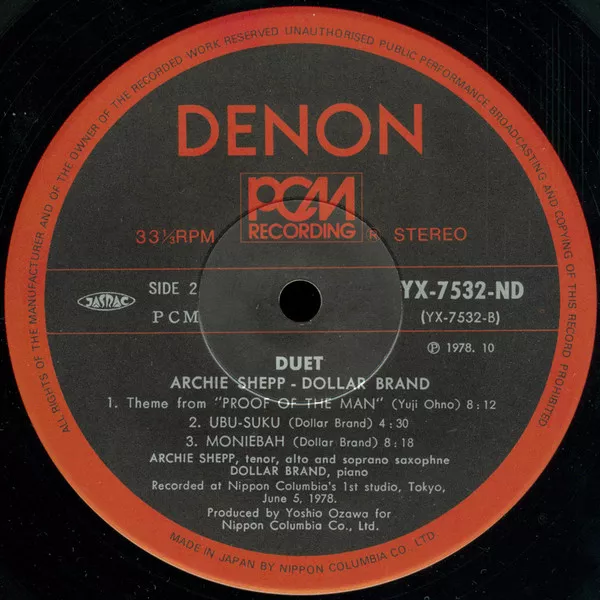 ALL RIGHTS OF THE MANUFACTURER AND OF THE OWNER OF THE RECORDED WORK RESERVED UNAUTHORISED PUBLIC PERFORMANCE BROADCASTING AND COPYING OF THIS RECORD PROHIBITED
DENON
PCM
RECORDING
33⅓RPM
R STEREO
JASRAC
SIDE 2
PCM
YX-7532-ND
(YX-7532-B)
Ⓟ 1978. 10
DUET
ARCHIE SHEPP - DOLLAR BRAND
1. Theme from "PROOF OF THE MAN" (Yuji Ohno) 8:12
2. UBU-SUKU (Dollar Brand) 4:30
3. MONIEBAH (Dollar Brand) 8:18
ARCHIE SHEPP, tenor, alto and soprano saxophne
DOLLAR BRAND, piano
Recorded at Nippon Columbia's 1st studio, Tokyo,
June 5, 1978.
Produced by Yoshio Ozawa for
Nippon Columbia Co., Ltd.
MADE IN JAPAN BY NIPPON COLUMBIA CO., LTD.